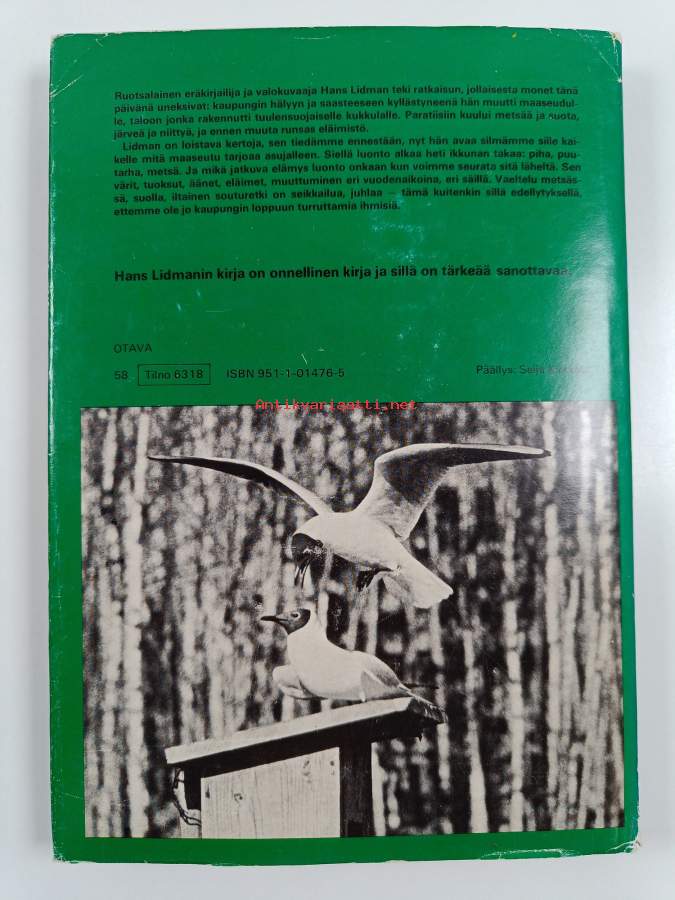 Ruotsalainen eräkirjailija ja valokuvaaja Hans Lidman teki ratkaisun, jollaisesta monet tänä
päivänä uneksivat: kaupungin hälyyn ja saasteeseen kyllästyneenä hän muutti maaseudul-
le, taloon jonka rakennutti tuulensuojaiselle kukkulalle. Paratiisiin kuului metsää ja suota,
järveä ja niittyä, ja ennen muuta runsas eläimistö.
Lidman on loistava kertoja, sen tiedämme ennestään, nyt hän avaa silmämme sille kai-
kelle mitä maaseutu tarjoaa asujalleen. Siellä luonto alkaa heti ikkunan takaa: piha, puu-
tarha, metsä. Ja mikä jatkuva elämys luonto onkaan kun voimme seurata sitä läheltä. Sen
värit, tuoksut, äänet, eläimet, muuttuminen eri vuodenaikoina, eri säillä. Vaeltelu metsäs-
sä, suolla, iltainen souturetki on seikkailua, juhlaa – tämä kuitenkin sillä edellytyksellä,
ettemme ole jo kaupungin loppuun turruttamia ihmisiä.
Hans Lidmanin kirja on onnellinen kirja ja sillä on tärkeää sanottavaa.
OTAVA
58. Tilno 6318 ISBN 951-1-01476-5 Päällys: Seija
Antikvariaatti.net